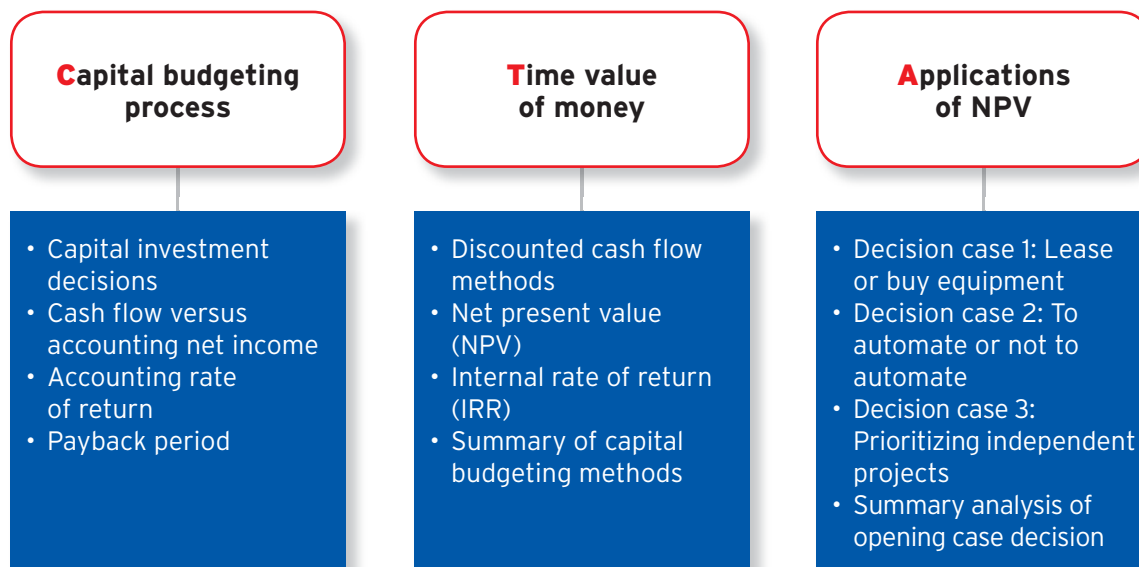 Capital budgeting
process
• Capital investment
decisions
• Cash flow versus
accounting net income
• Accounting rate
of return
• Payback period
Time value
of money
• Discounted cash flow
methods
• Net present value
(NPV)
• Internal rate of return
(IRR)
• Summary of capital
budgeting methods
Applications
of NPV
• Decision case 1: Lease
or buy equipment
• Decision case 2: To
automate or not to
automate
• Decision case 3:
Prioritizing independent
projects
• Summary analysis of
opening case decision